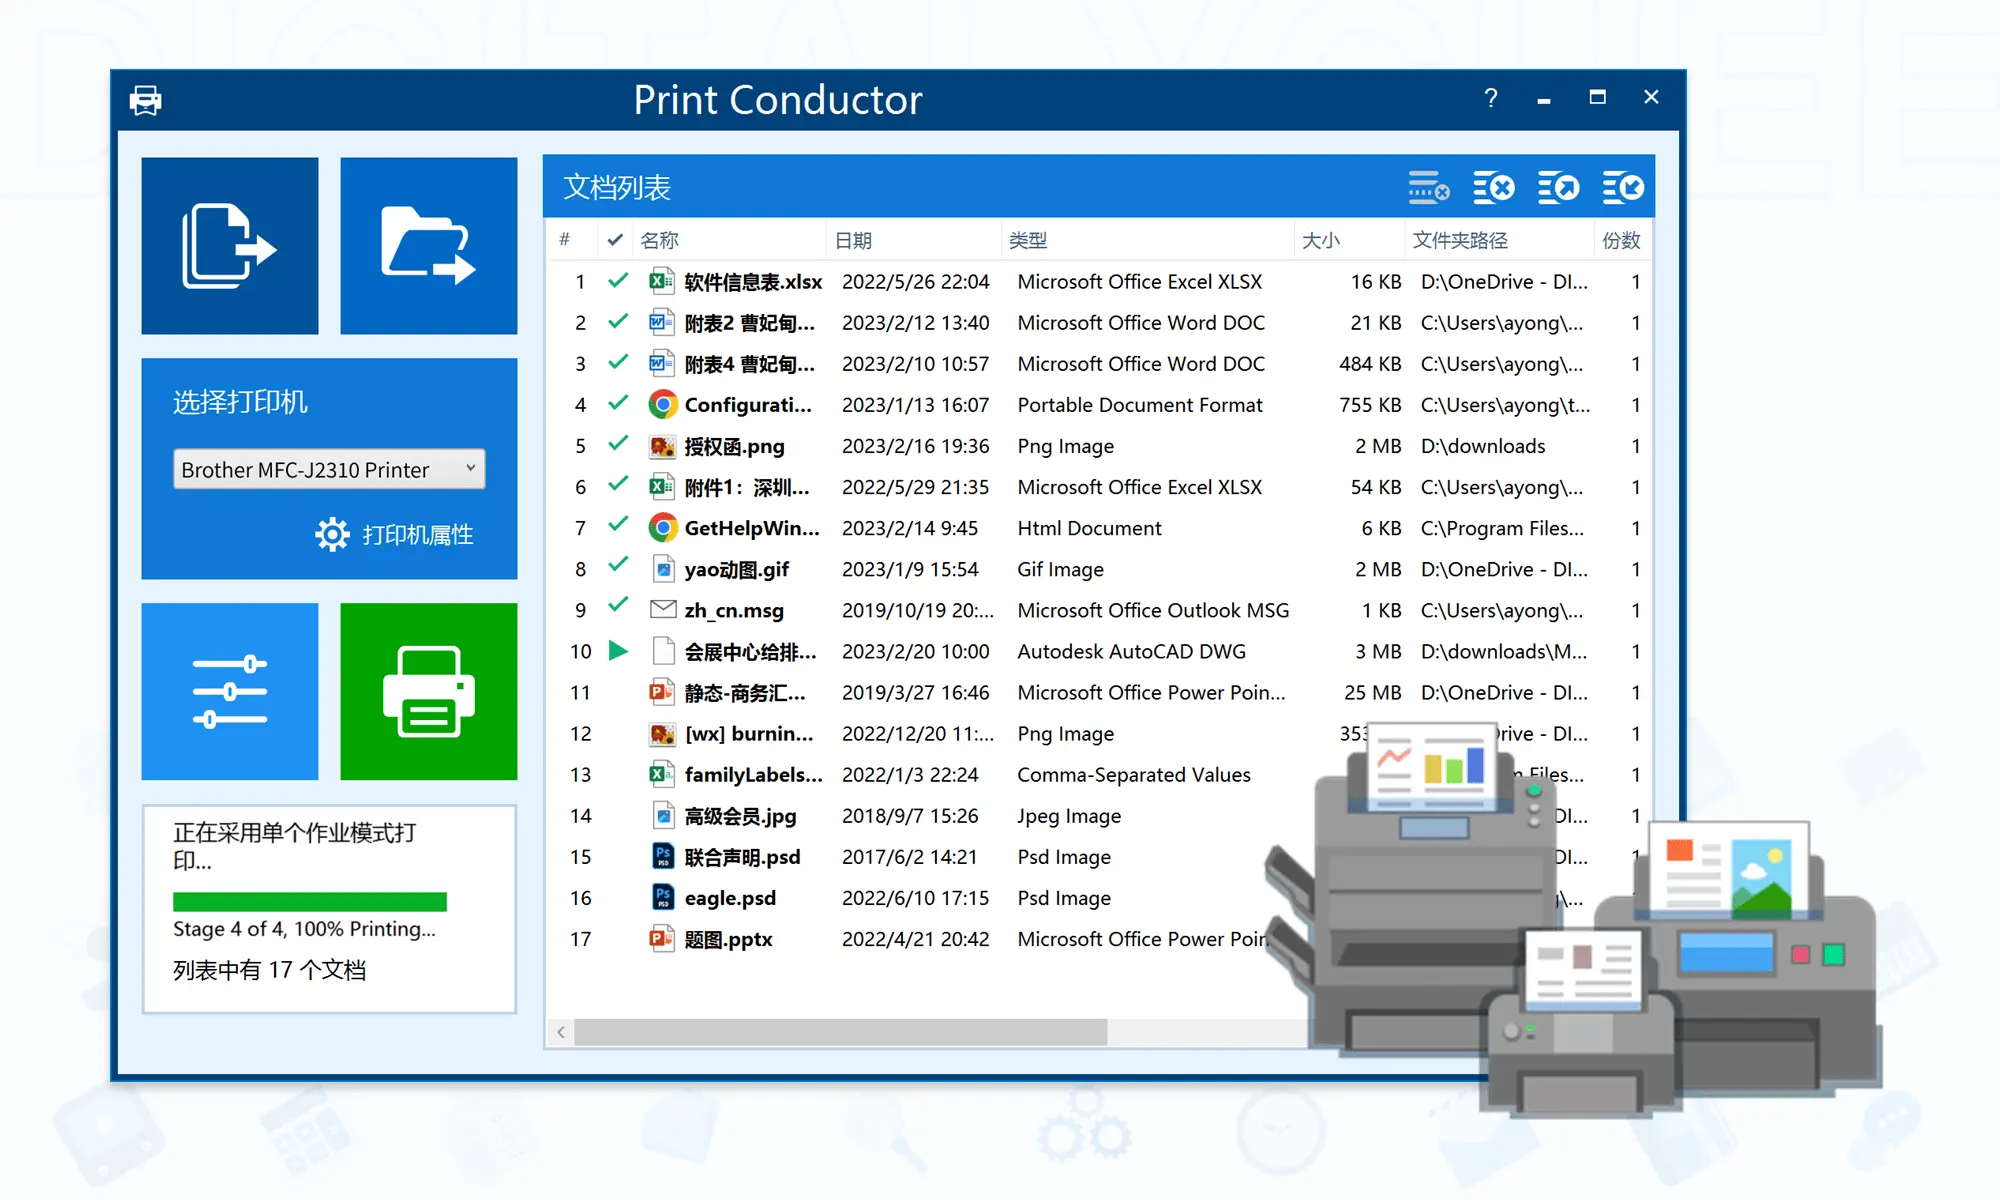 Print Conductor
?
文档列表
# 名称 日期 类型 大小 文件夹路径 份数
1 软件信息表.xlsx 2022/5/26 22:04 Microsoft Office Excel XLSX 16 KB D:\OneDrive - DI... 1
2 附表2 曹妃甸... 2023/2/12 13:40 Microsoft Office Word DOC 21 KB C:\Users\ayong\... 1
3 附表4 曹妃甸... 2023/2/10 10:57 Microsoft Office Word DOC 484 KB C:\Users\ayong\... 1
4 Configurati... 2023/1/13 16:07 Portable Document Format 755 KB C:\Users\ayong\t... 1
5 授权函.png 2023/2/16 19:36 Png Image 2 MB D:\downloads 1
6 附件1：深圳... 2022/5/29 21:35 Microsoft Office Excel XLSX 54 KB C:\Users\ayong\... 1
7 GetHelpWin... 2023/2/14 9:45 Html Document 6 KB C:\Program Files... 1
8 yao动图.gif 2023/1/9 15:54 Gif Image 2 MB D:\OneDrive - DI... 1
9 zh_cn.msg 2019/10/19 20:... Microsoft Office Outlook MSG 1 KB C:\Users\ayong\... 1
10 会展中心给排... 2023/2/20 10:00 Autodesk AutoCAD DWG 3 MB D:\downloads\M... 1
11 静态-商务汇... 2019/3/27 16:46 Microsoft Office Power Poin... 25 MB D:\OneDrive - DI... 1
12 [wx] burnin... 2022/12/20 11:... Png Image 353 rive - DI... 1
13 familyLabels... 2022/1/3 22:24 Comma-Separated Values Files... 1
14 高级会员.jpg 2018/9/7 15:26 Jpeg Image DI... 1
15 联合声明.psd 2017/6/2 14:21 Psd Image DI... 1
16 eagle.psd 2022/6/10 17:15 Psd Image \...
17 题图.pptx 2022/4/21 20:42 Microsoft Office Power Poin
选择打印机
Brother MFC-J2310 Printer
打印机属性
正在采用单个作业模式打
印...
Stage 4 of 4, 100% Printing...
列表中有 17 个文档